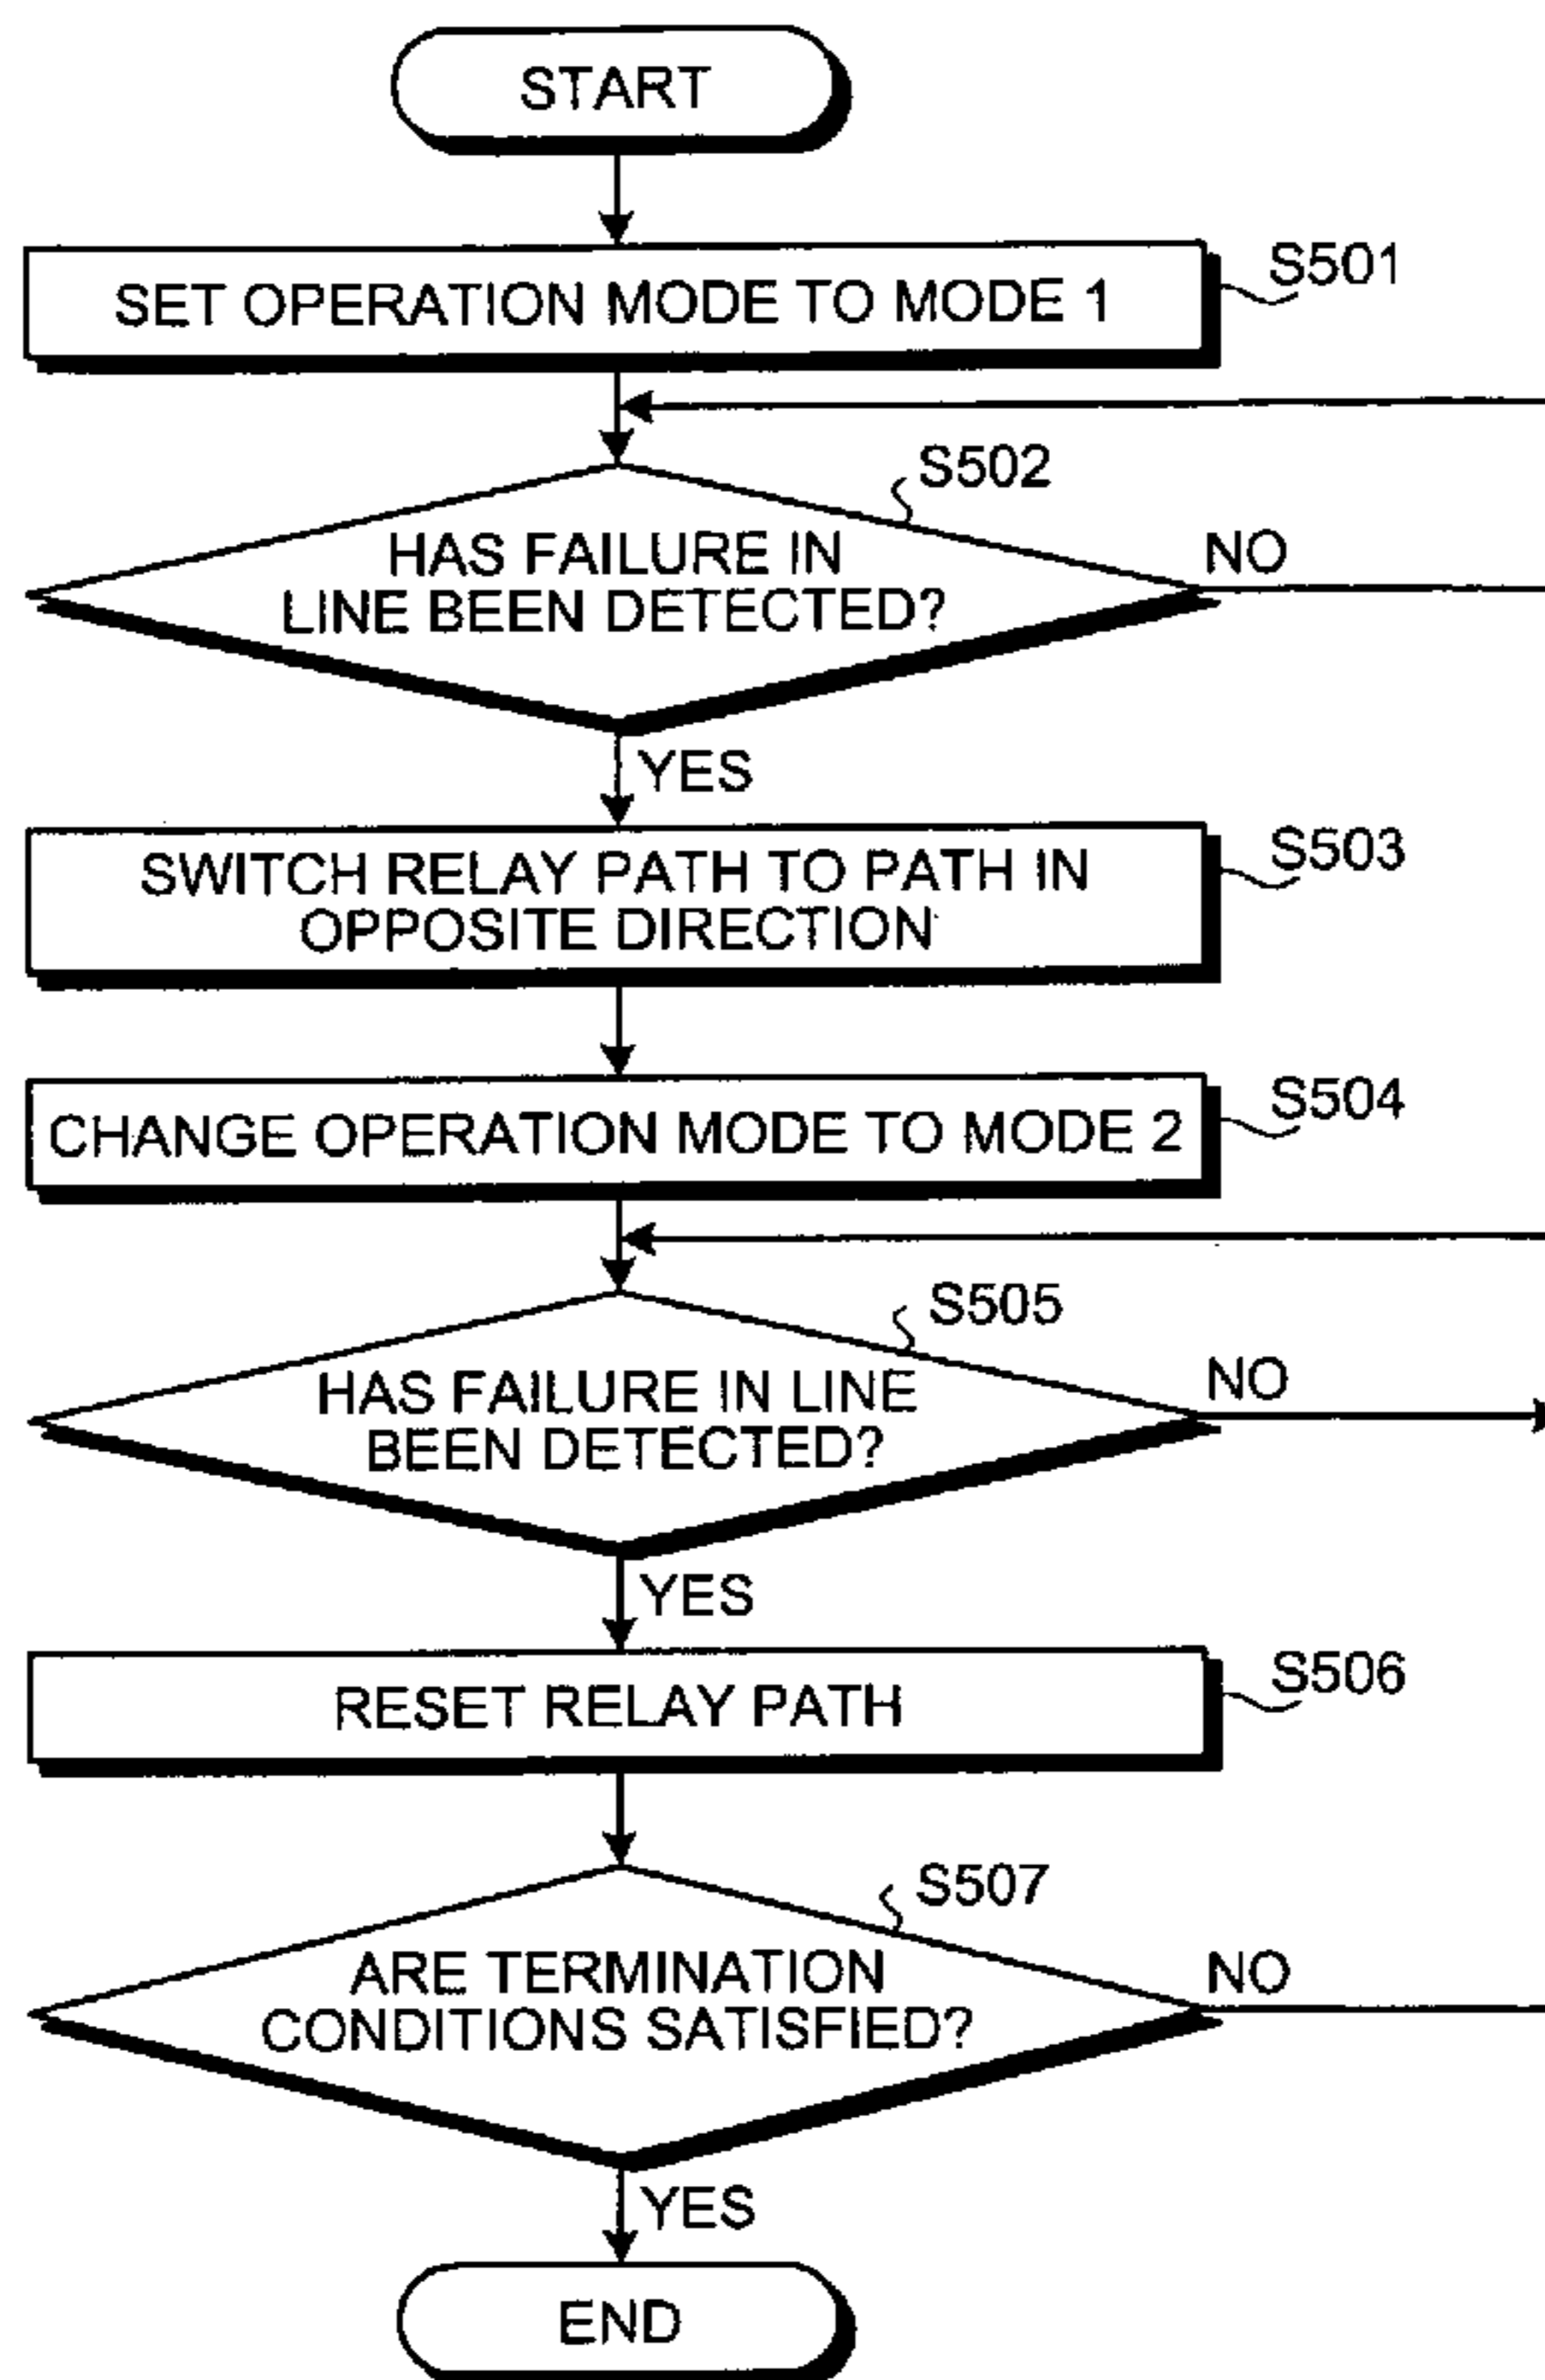 START
SET OPERATION MODE TO MODE 1
S501
S502
HAS FAILURE IN
LINE BEEN DETECTED?
NO
YES
SWITCH RELAY PATH TO PATH IN
OPPOSITE DIRECTION
S503
CHANGE OPERATION MODE TO MODE 2
S504
S505
HAS FAILURE IN LINE
BEEN DETECTED?
NO
YES
RESET RELAY PATH
S506
S507
ARE TERMINATION
CONDITIONS SATISFIED?
NO
YES
END